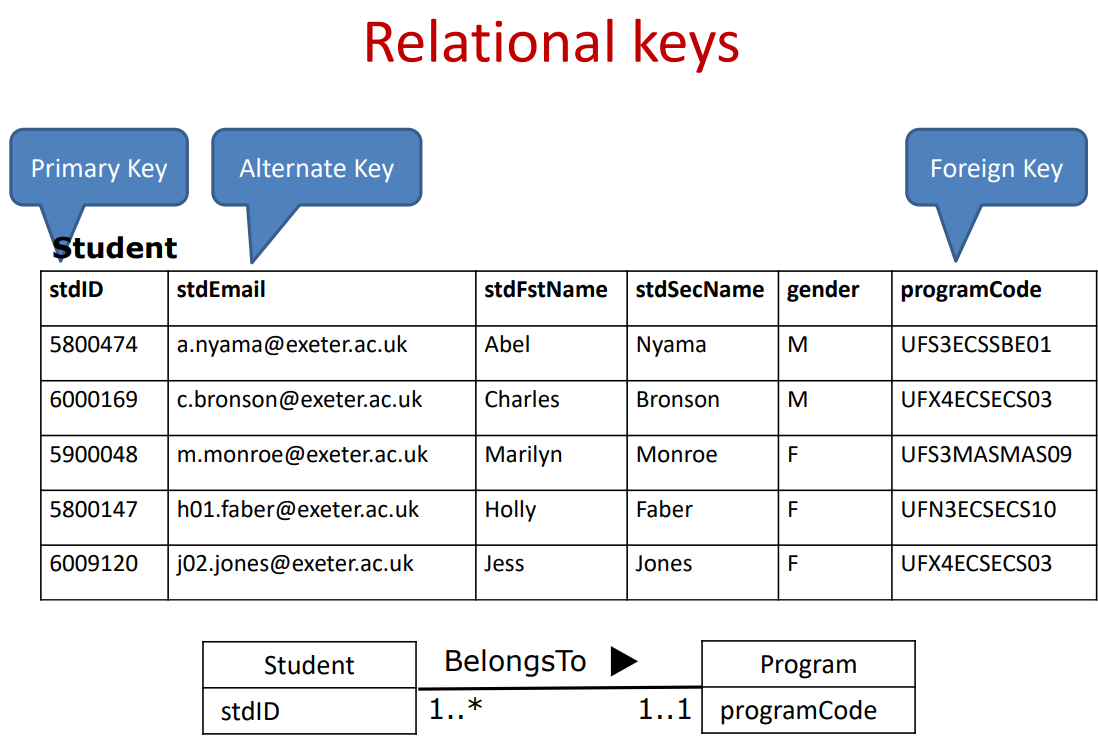 Relational keys
Primary Key
Alternate Key
Foreign Key
Student
stdID stdEmail stdFstName stdSecName gender programCode
5800474 a.nyama@exeter.ac.uk Abel Nyama M UFS3ECSSBE01
6000169 c.bronson@exeter.ac.uk Charles Bronson M UFX4ECSECS03
5900048 m.monroe@exeter.ac.uk Marilyn Monroe F UFS3MASMAS09
5800147 h01.faber@exeter.ac.uk Holly Faber F UFN3ECSECS10
6009120 j02.jones@exeter.ac.uk Jess Jones F UFX4ECSECS03
Student BelongsTo Program
stdID 1..* 1..1 programCode